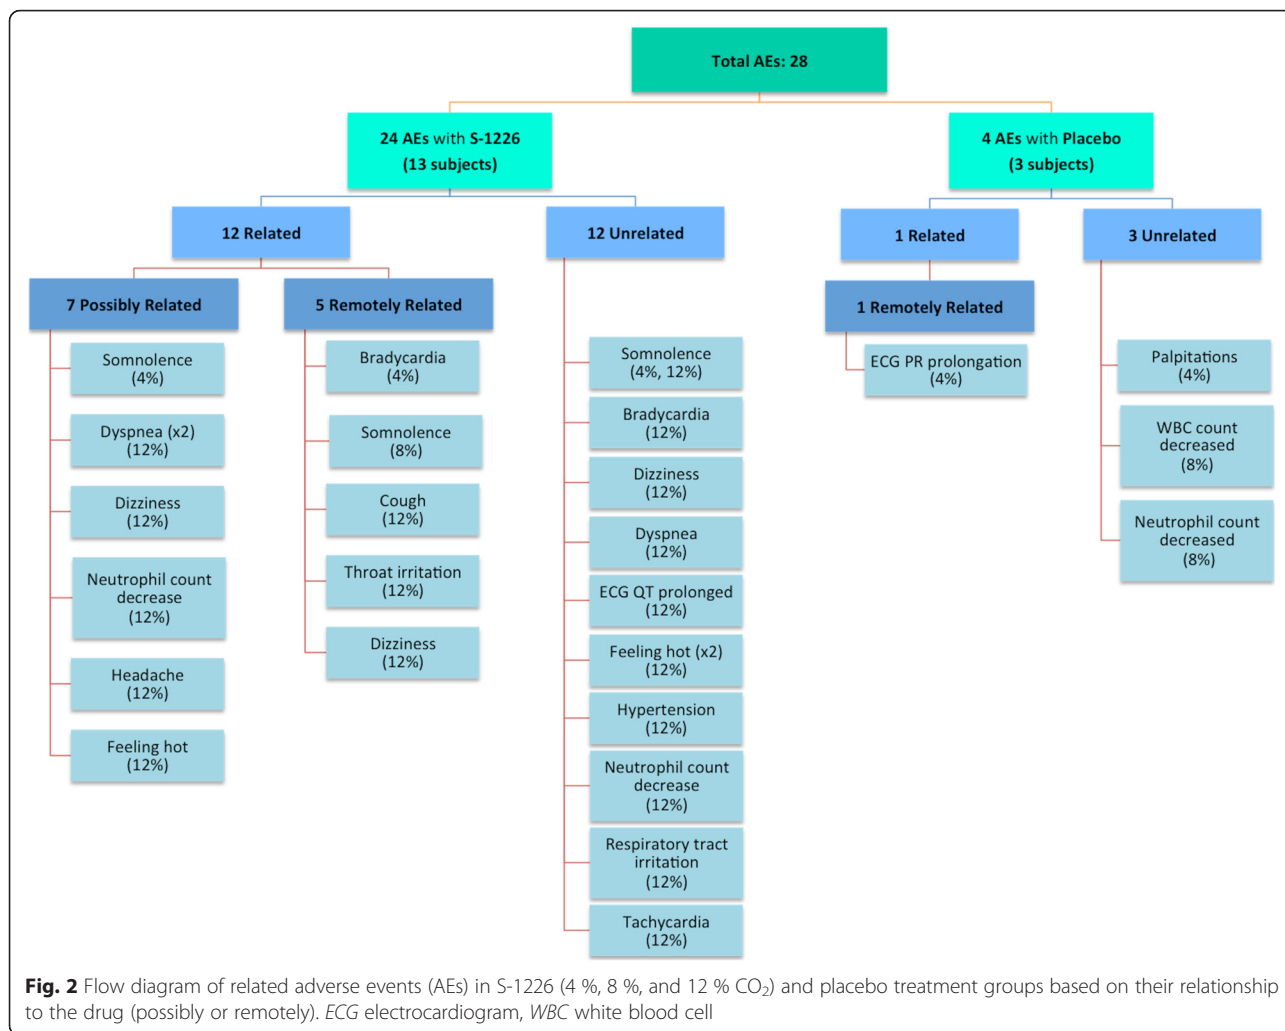 Total AEs: 28
24 AEs with S-1226
(13 subjects)
4 AEs with Placebo
(3 subjects)
12 Related
12 Unrelated
1 Related
3 Unrelated
7 Possibly Related
5 Remotely Related
1 Remotely Related
Somnolence
(4%)
Dyspnea (x2)
(12%)
Dizziness
(12%)
Neutrophil count
decrease
(12%)
Headache
(12%)
Feeling hot
(12%)
Bradycardia
(4%)
Somnolence
(8%)
Cough
(12%)
Throat irritation
(12%)
Dizziness
(12%)
Somnolence
(4%, 12%)
Bradycardia
(12%)
Dizziness
(12%)
Dyspnea
(12%)
ECG QT prolonged
(12%)
Feeling hot (x2)
(12%)
Hypertension
(12%)
Neutrophil count
decrease
(12%)
Respiratory tract
irritation
(12%)
Tachycardia
(12%)
ECG PR prolongation
(4%)
Palpitations
(4%)
WBC count
decreased
(8%)
Neutrophil count
decreased
(8%)
Fig. 2 Flow diagram of related adverse events (AEs) in S-1226 (4 %, 8 %, and 12 % CO₂) and placebo treatment groups based on their relationship
to the drug (possibly or remotely). ECG electrocardiogram, WBC white blood cell